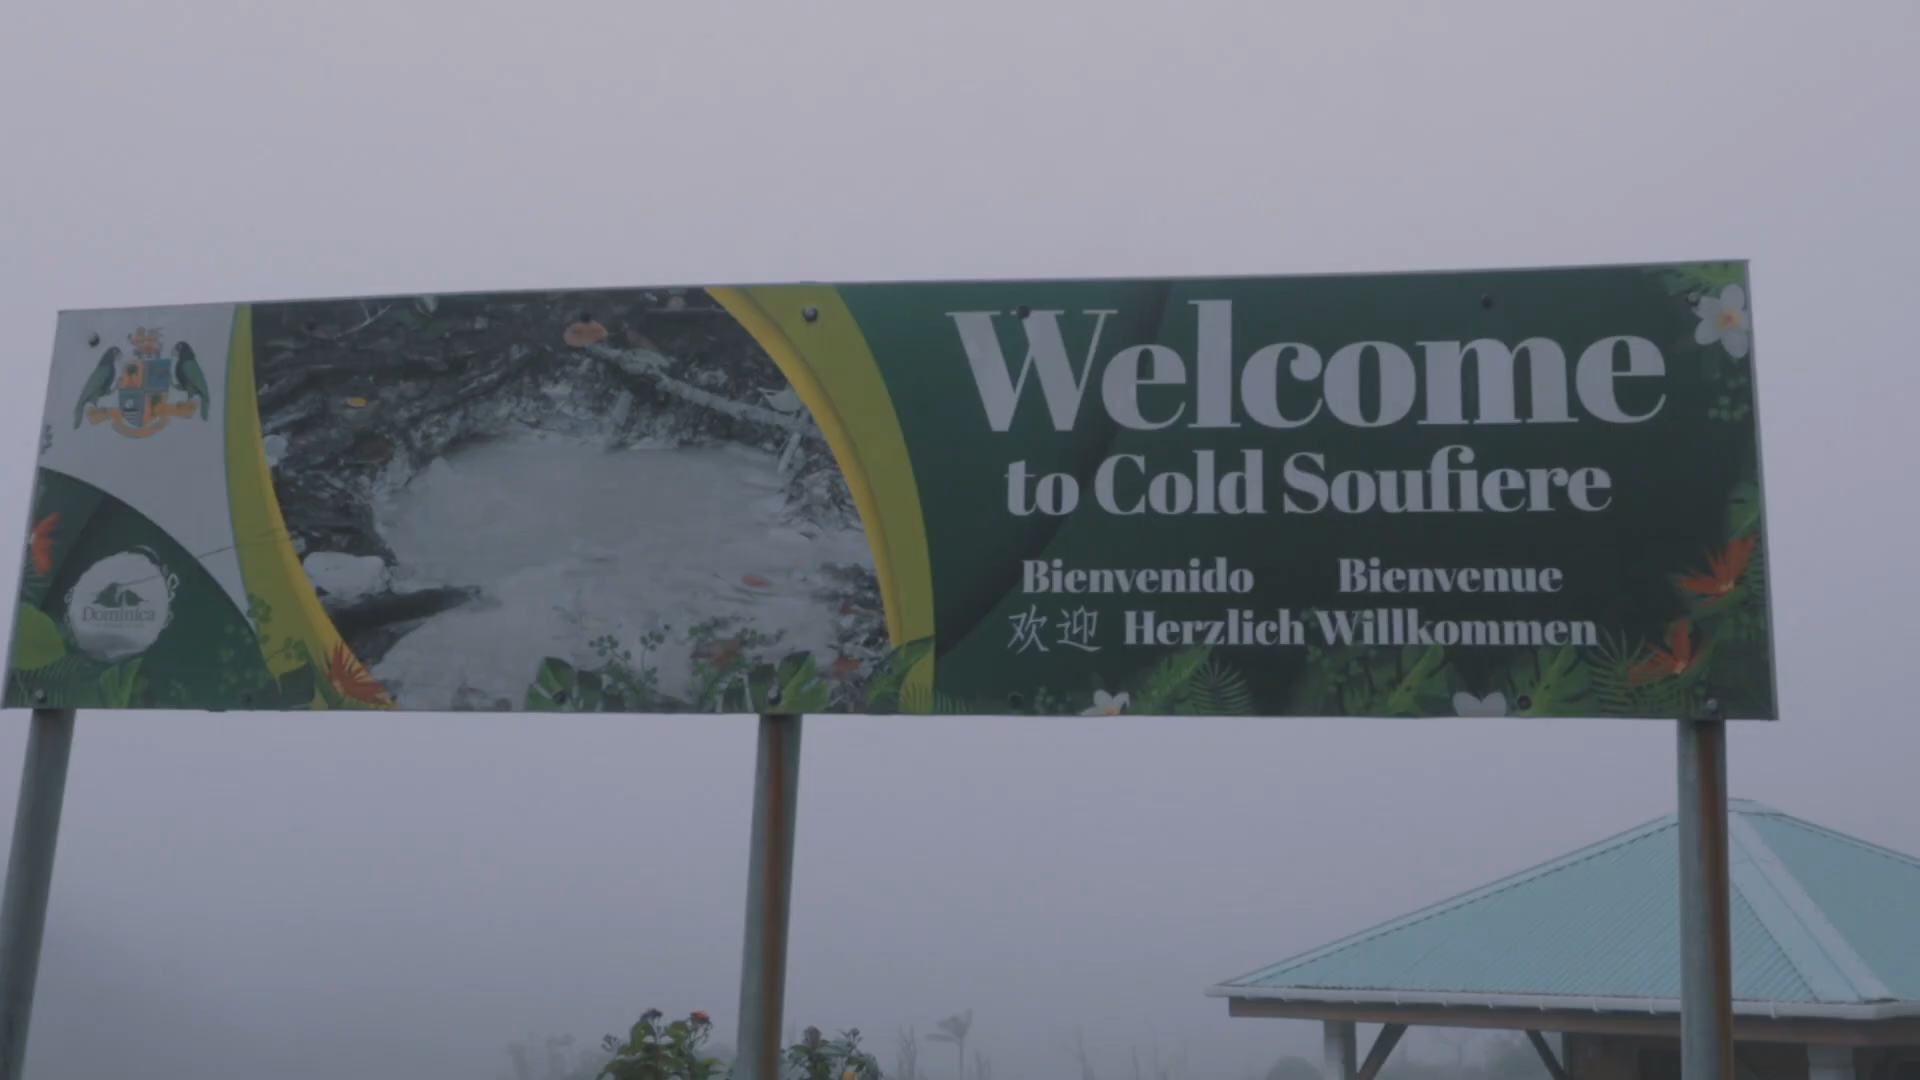 Welcome
to Cold Soufiere
Bienvenido Bienvenue
欢迎 Herzlich Willkommen
Dominica